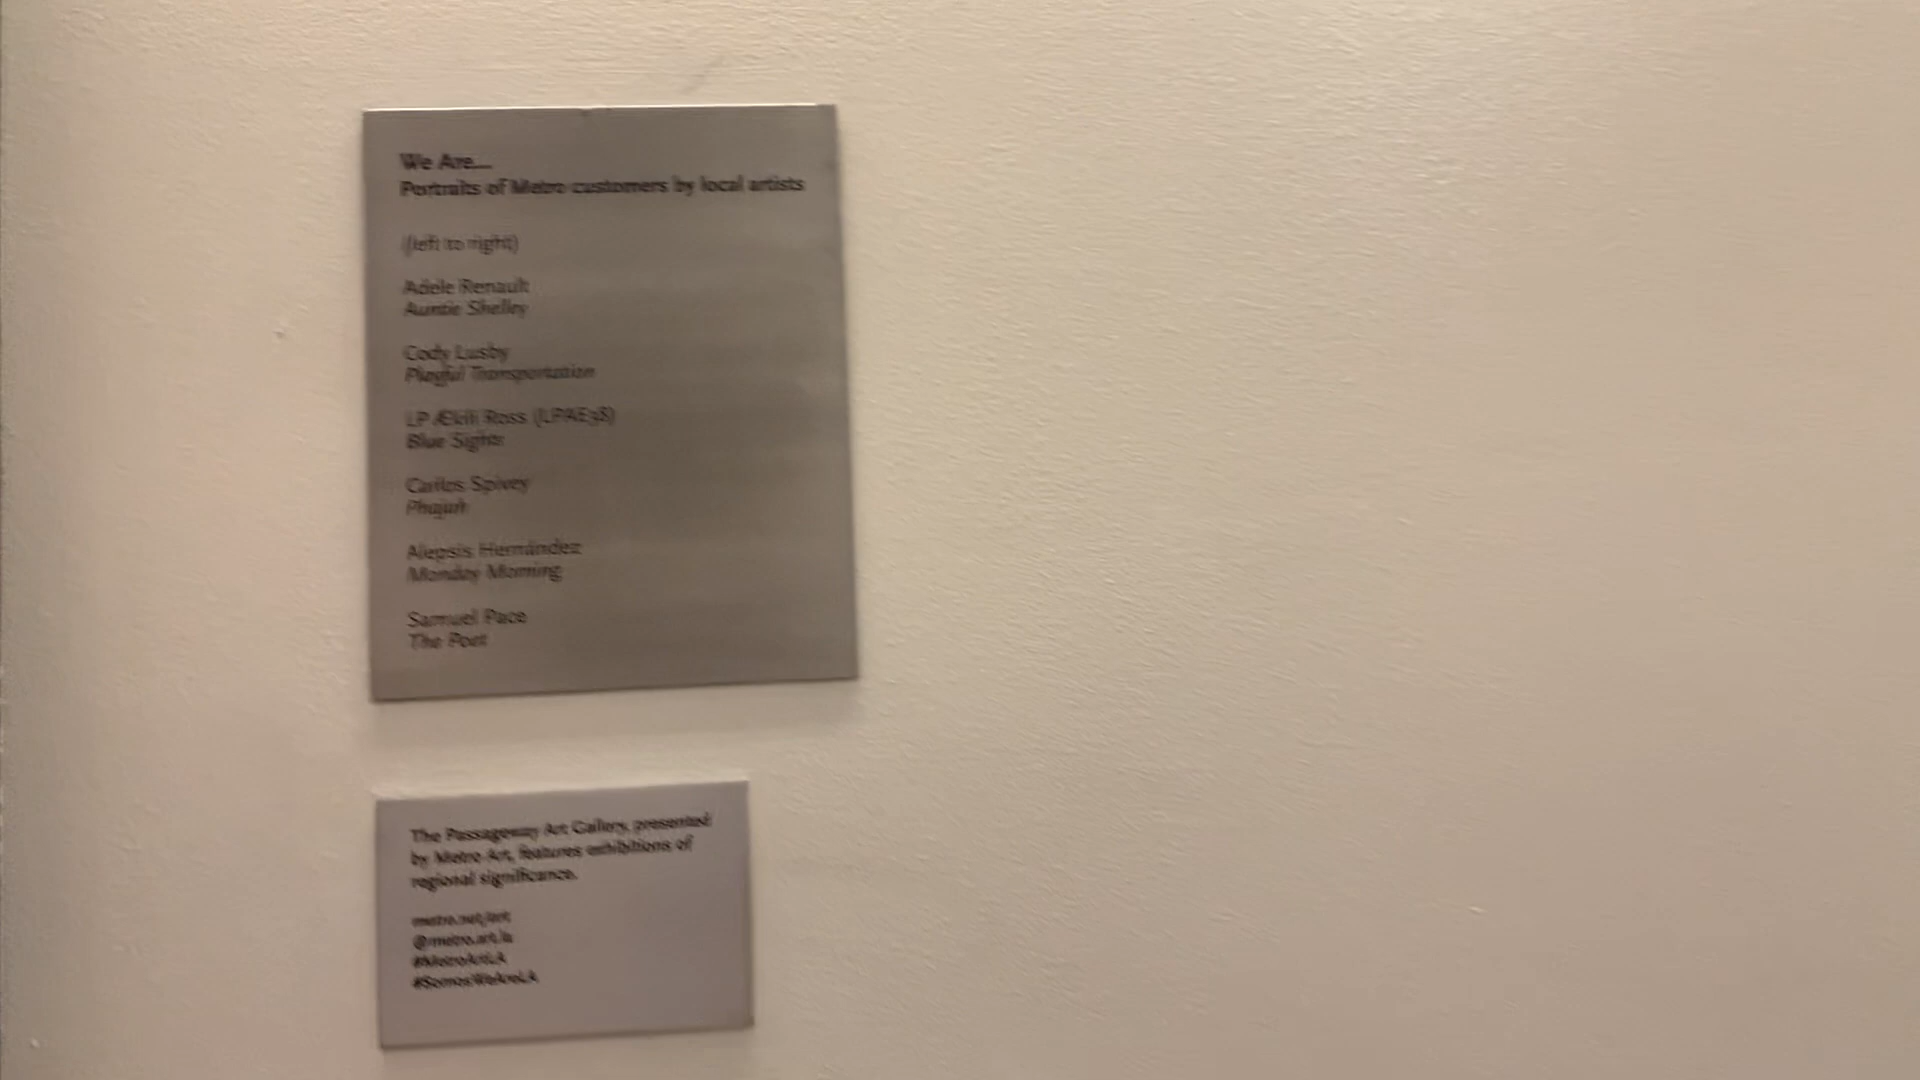 We Are...
Portraits of Metro customers by local artists
(left to right)
Adele Renault
Auntie Shelley
Cody Lusby
Playful Transportation
LP Ækili Ross (LPAE38)
Blue Sights
Carlos Spivey
Phajah
Alepsis Hernández
Monday Morning
Samuel Pace
The Poet
The Passageway Art Gallery, presented
by Metro Art, features exhibitions of
regional significance.
metro.net/art
@metro.art.la
#MetroArtLA
#SomosWeAreLA